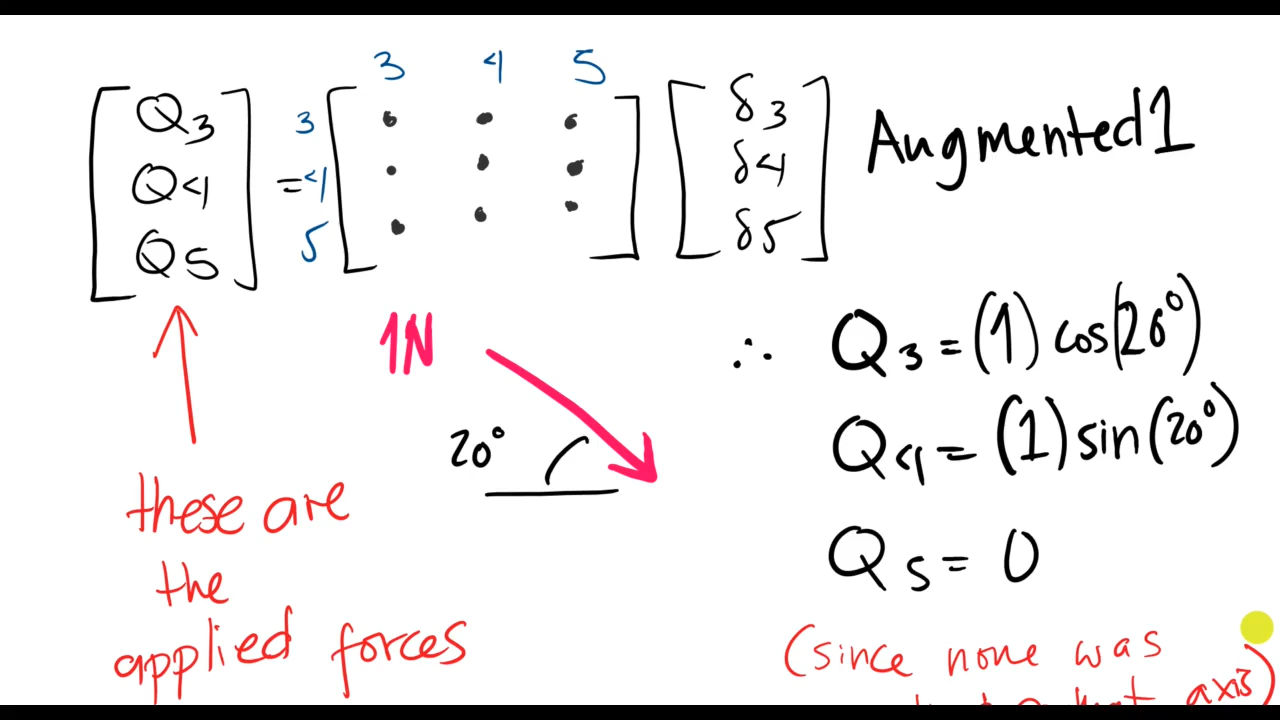 3 4 5
Q3 3 δ3
Q4 = 4 δ4
Q5 5 δ5
Augmented1
1N
20°
∴ Q3 = (1) cos(20°)
Q4 = (1) sin(20°)
Q5 = 0
these are
the
applied forces
(since none was
axis)